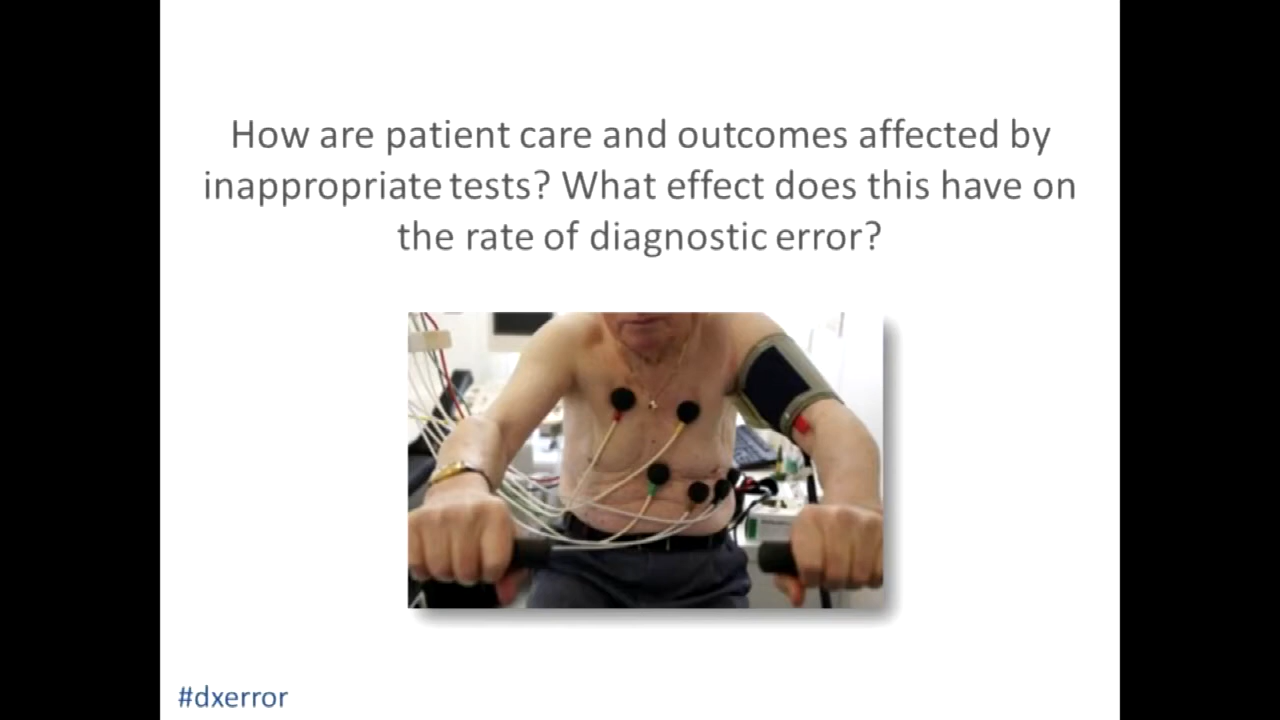 How are patient care and outcomes affected by
inappropriate tests? What effect does this have on
the rate of diagnostic error?
#dxerror